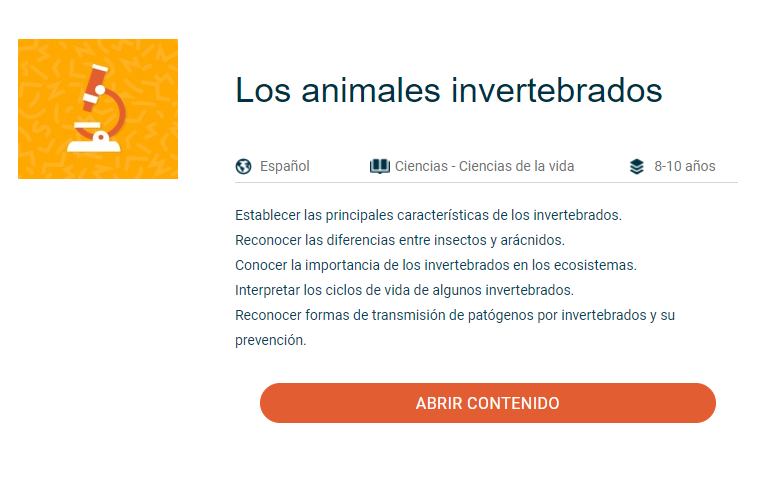 Los animales invertebrados
Español
Ciencias - Ciencias de la vida
8-10 años
Establecer las principales características de los invertebrados.
Reconocer las diferencias entre insectos y arácnidos.
Conocer la importancia de los invertebrados en los ecosistemas.
Interpretar los ciclos de vida de algunos invertebrados.
Reconocer formas de transmisión de patógenos por invertebrados y su
prevención.
ABRIR CONTENIDO